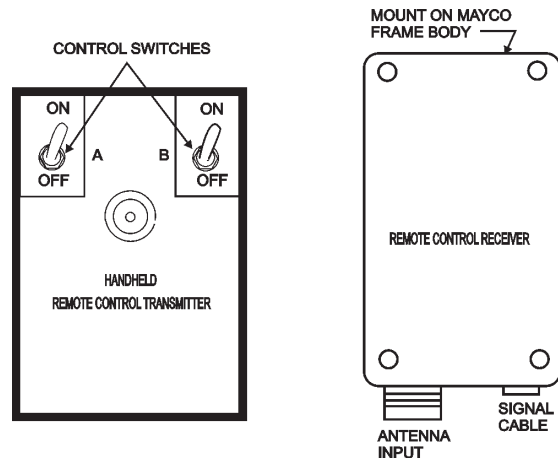 CONTROL SWITCHES
ON
OFF
A
B
ON
OFF
HANDHELD
REMOTE CONTROL TRANSMITTER
MOUNT ON MAYCO
FRAME BODY
REMOTE CONTROL RECEIVER
ANTENNA
INPUT
SIGNAL
CABLE